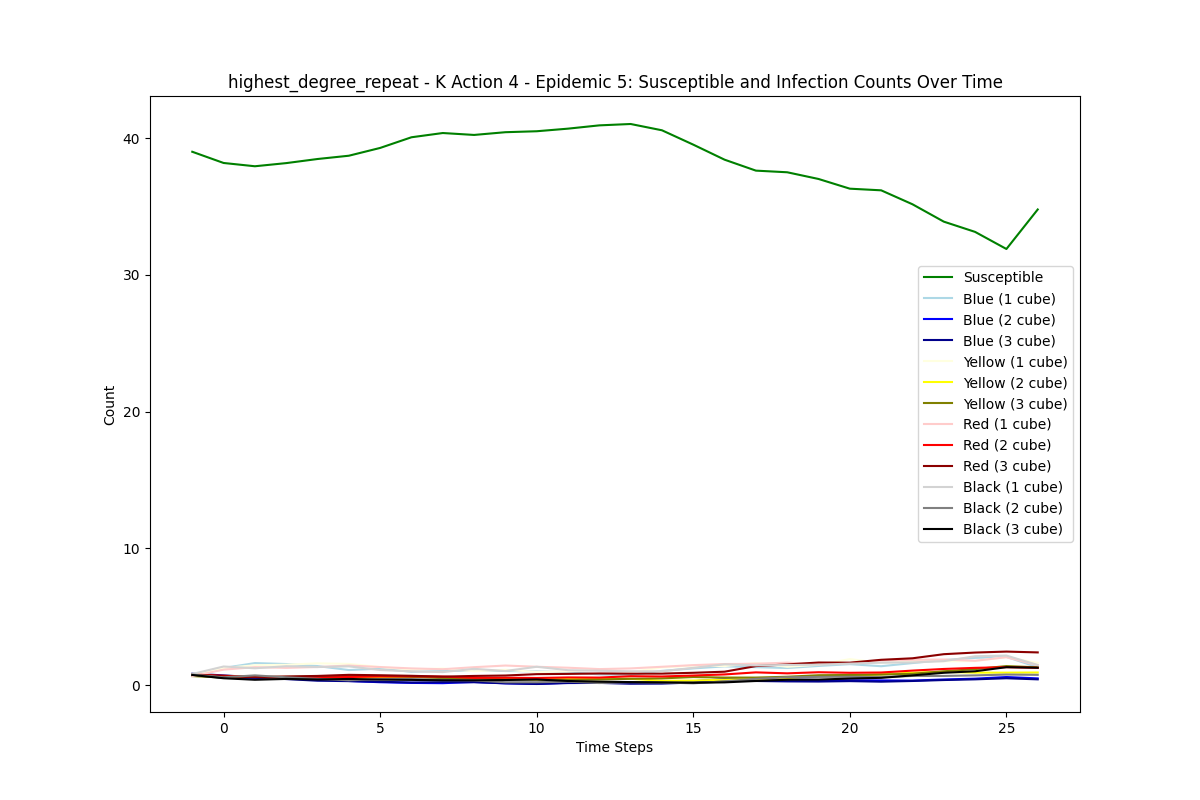 highest_degree_repeat - K Action 4 - Epidemic 5: Susceptible and Infection Counts Over Time
40
30
20
10
0
Count
Susceptible
Blue (1 cube)
Blue (2 cube)
Blue (3 cube)
Yellow (1 cube)
Yellow (2 cube)
Yellow (3 cube)
Red (1 cube)
Red (2 cube)
Red (3 cube)
Black (1 cube)
Black (2 cube)
Black (3 cube)
0 5 10 15 20 25
Time Steps